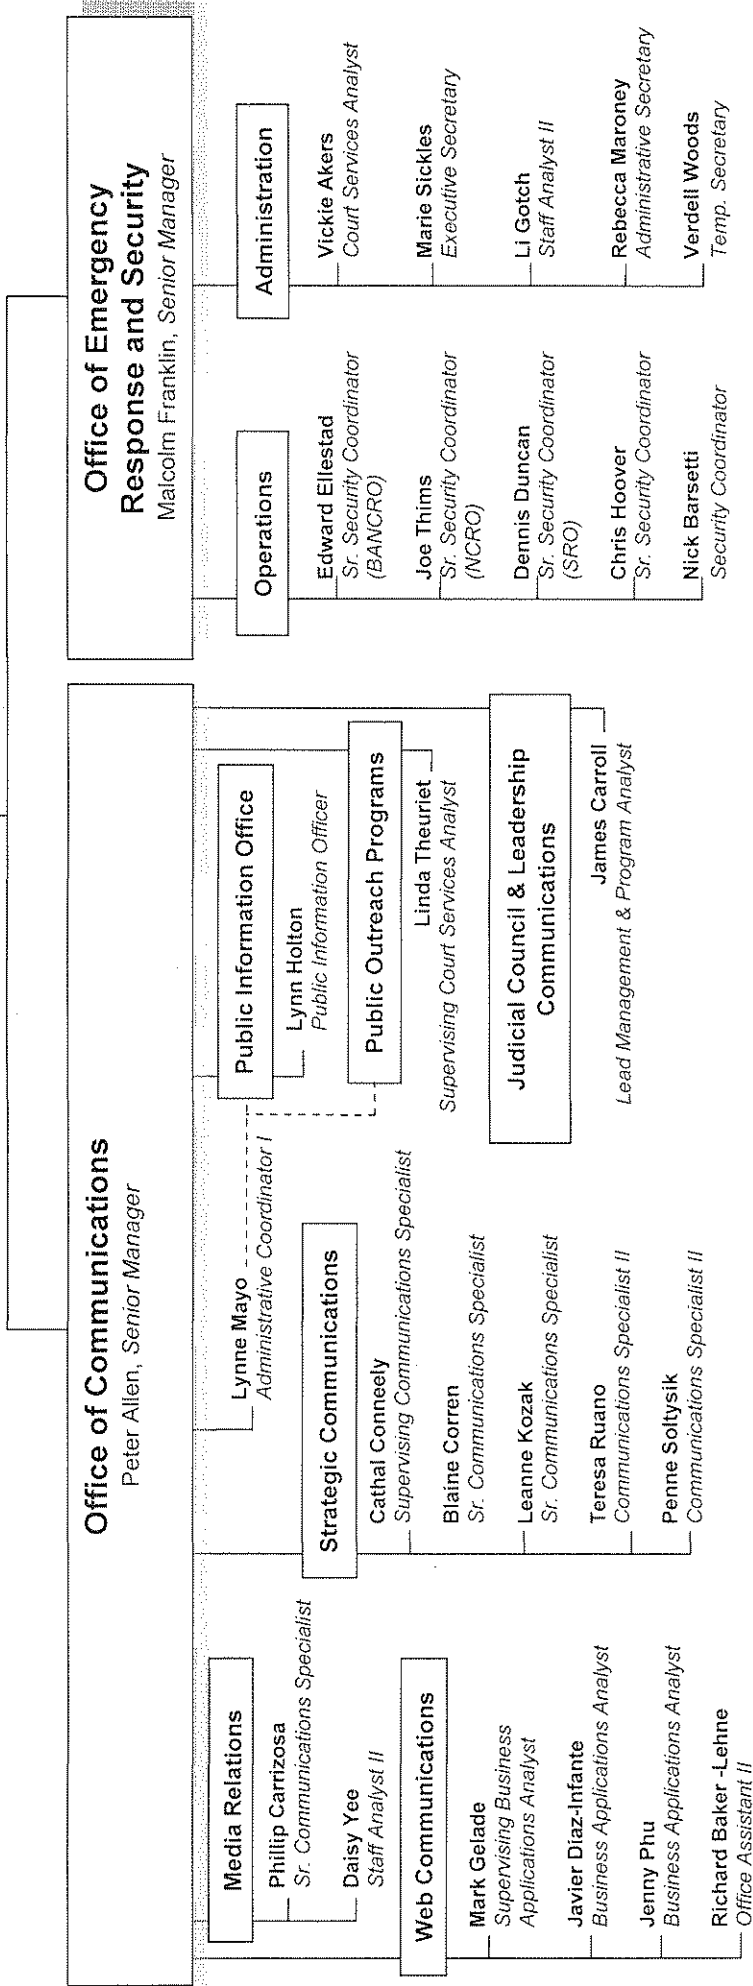 Office of Communications
Peter Allen, Senior Manager
Lynne Mayo
Administrative Coordinator I
Media Relations
Phillip Carrizosa
Sr. Communications Specialist
Daisy Yee
Staff Analyst II
Web Communications
Mark Gelade
Supervising Business
Applications Analyst
Javier Diaz-Infante
Business Applications Analyst
Jenny Phu
Business Applications Analyst
Richard Baker -Lehne
Office Assistant II
Strategic Communications
Cathal Conneely
Supervising Communications Specialist
Blaine Corren
Sr. Communications Specialist
Leanne Kozak
Sr. Communications Specialist
Teresa Ruano
Communications Specialist II
Penne Soltysik
Communications Specialist II
Public Information Office
Lynn Holton
Public Information Officer
Public Outreach Programs
Linda Theuriet
Supervising Court Services Analyst
Judicial Council & Leadership
Communications
James Carroll
Lead Management & Program Analyst
Office of Emergency
Response and Security
Malcolm Franklin, Senior Manager
Operations
Edward Ellestad
Sr. Security Coordinator
(BANCRO)
Joe Thims
Sr. Security Coordinator
(NCRO)
Dennis Duncan
Sr. Security Coordinator
(SRO)
Chris Hoover
Sr. Security Coordinator
Nick Barsetti
Security Coordinator
Administration
Vickie Akers
Court Services Analyst
Marie Sickles
Executive Secretary
Li Gotch
Staff Analyst II
Rebecca Maroney
Administrative Secretary
Verdell Woods
Temp. Secretary